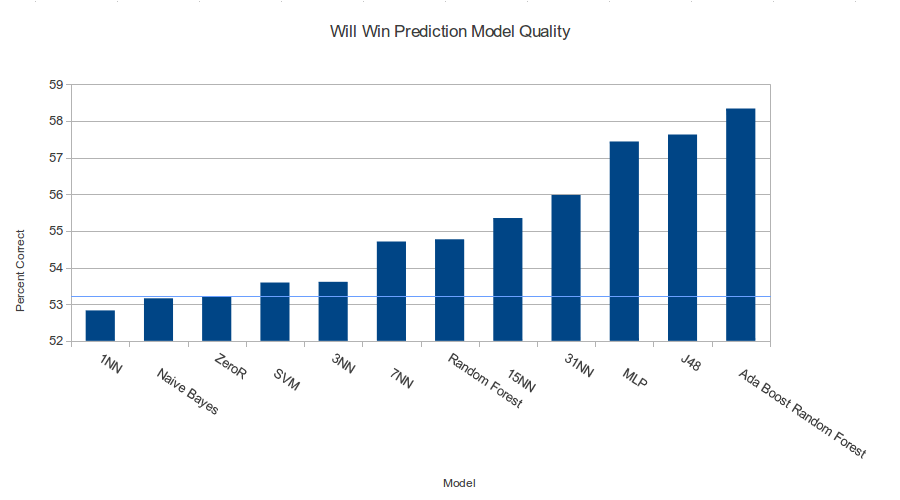 Will Win Prediction Model Quality
59
58
57
56
55
54
53
52
Percent Correct
1NN
Naive Bayes
ZeroR
SVM
3NN
7NN
Random Forest
15NN
31NN
MLP
J48
Ada Boost Random Forest
Model